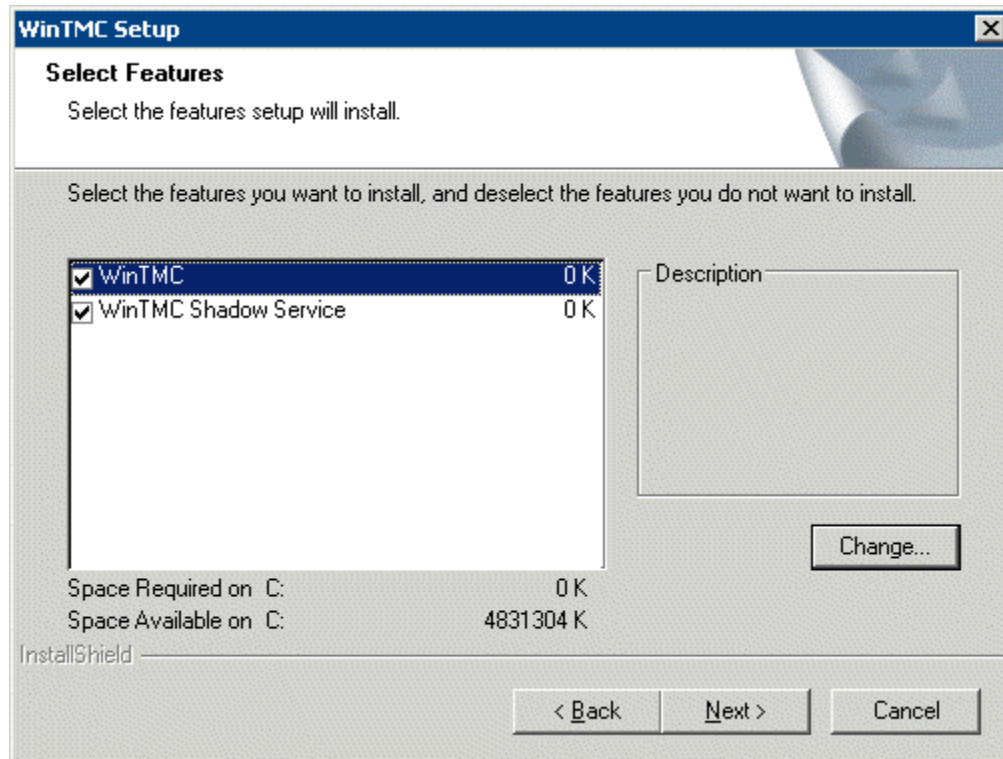 WinTMC Setup
Select Features
Select the features setup will install.
Select the features you want to install, and deselect the features you do not want to install.
WinTMC 0 K
WinTMC Shadow Service 0 K
Description
Change...
Space Required on C: 0 K
Space Available on C: 4831304 K
InstallShield
< Back Next > Cancel